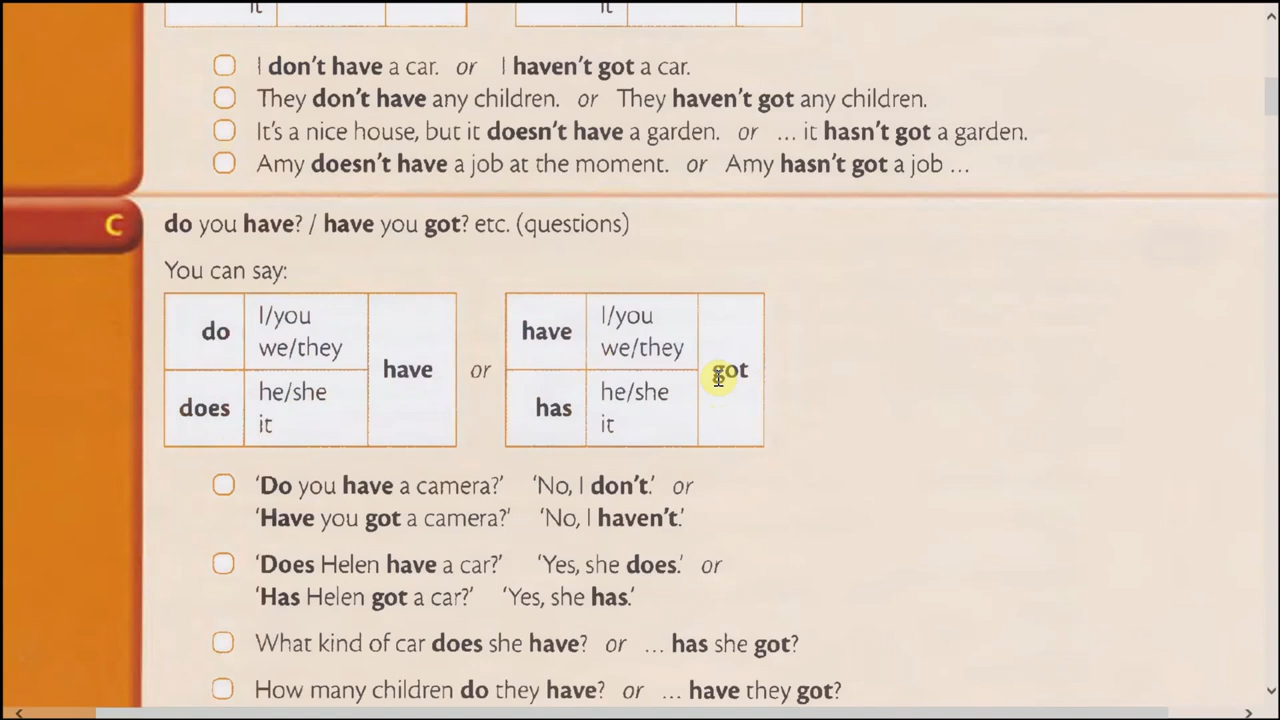 it it
I don't have a car. or I haven't got a car.
They don't have any children. or They haven't got any children.
It's a nice house, but it doesn't have a garden. or ... it hasn't got a garden.
Amy doesn't have a job at the moment. or Amy hasn't got a job ...
C
do you have? / have you got? etc. (questions)
You can say:
do I/you we/they have
does he/she it
or
have I/you we/they got
has he/she it
'Do you have a camera?' 'No, I don't.' or
'Have you got a camera?' 'No, I haven't.'
'Does Helen have a car?' 'Yes, she does.' or
'Has Helen got a car?' 'Yes, she has.'
What kind of car does she have? or ... has she got?
How many children do they have? or ... have they got?